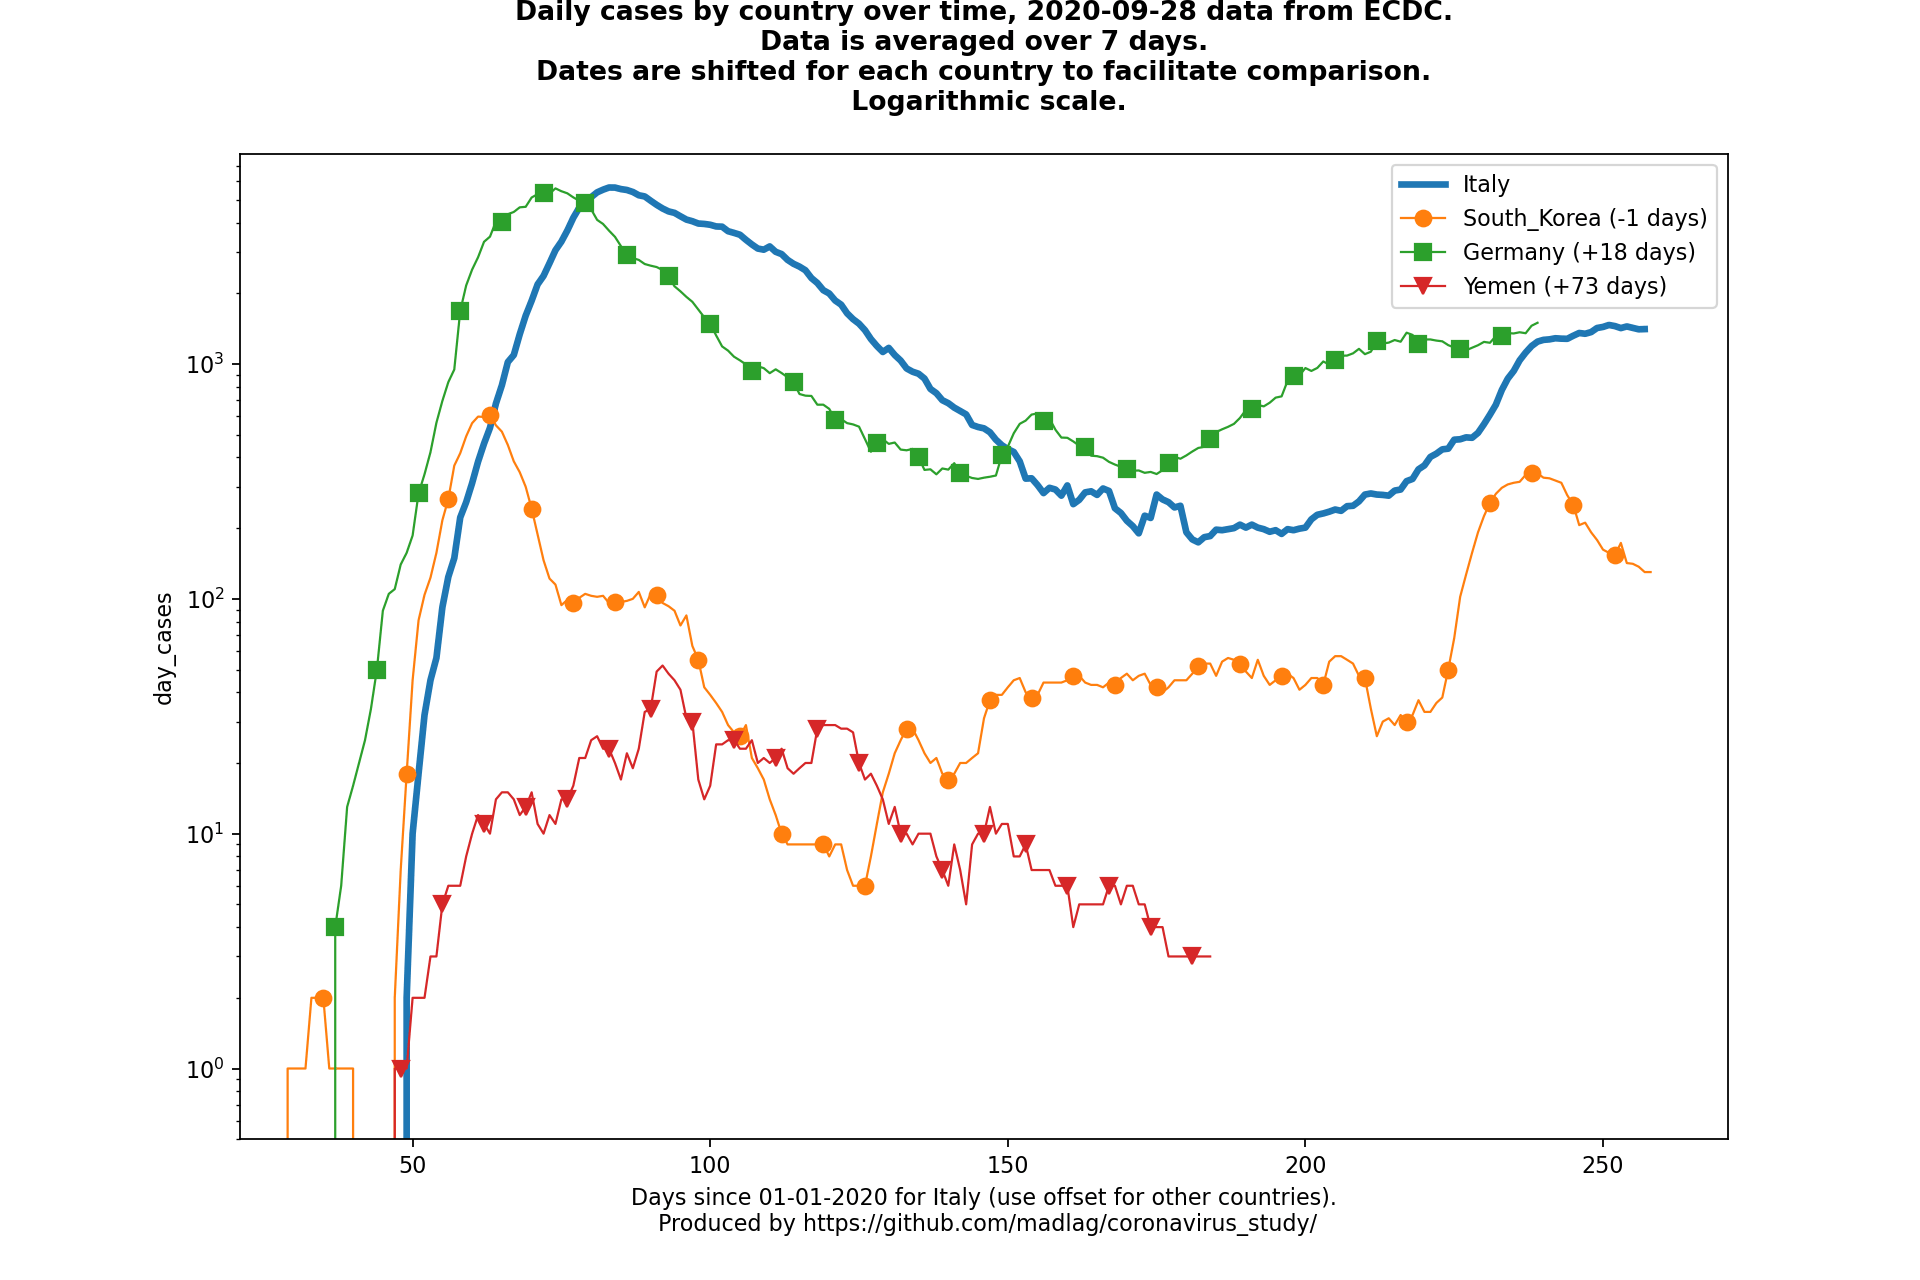 Daily cases by country over time, 2020-09-28 data from ECDC.
Data is averaged over 7 days.
Dates are shifted for each country to facilitate comparison.
Logarithmic scale.
Italy
South_Korea (-1 days)
Germany (+18 days)
Yemen (+73 days)
day_cases
10³
10²
10¹
10⁰
50 100 150 200 250
Days since 01-01-2020 for Italy (use offset for other countries).
Produced by https://github.com/madlag/coronavirus_study/